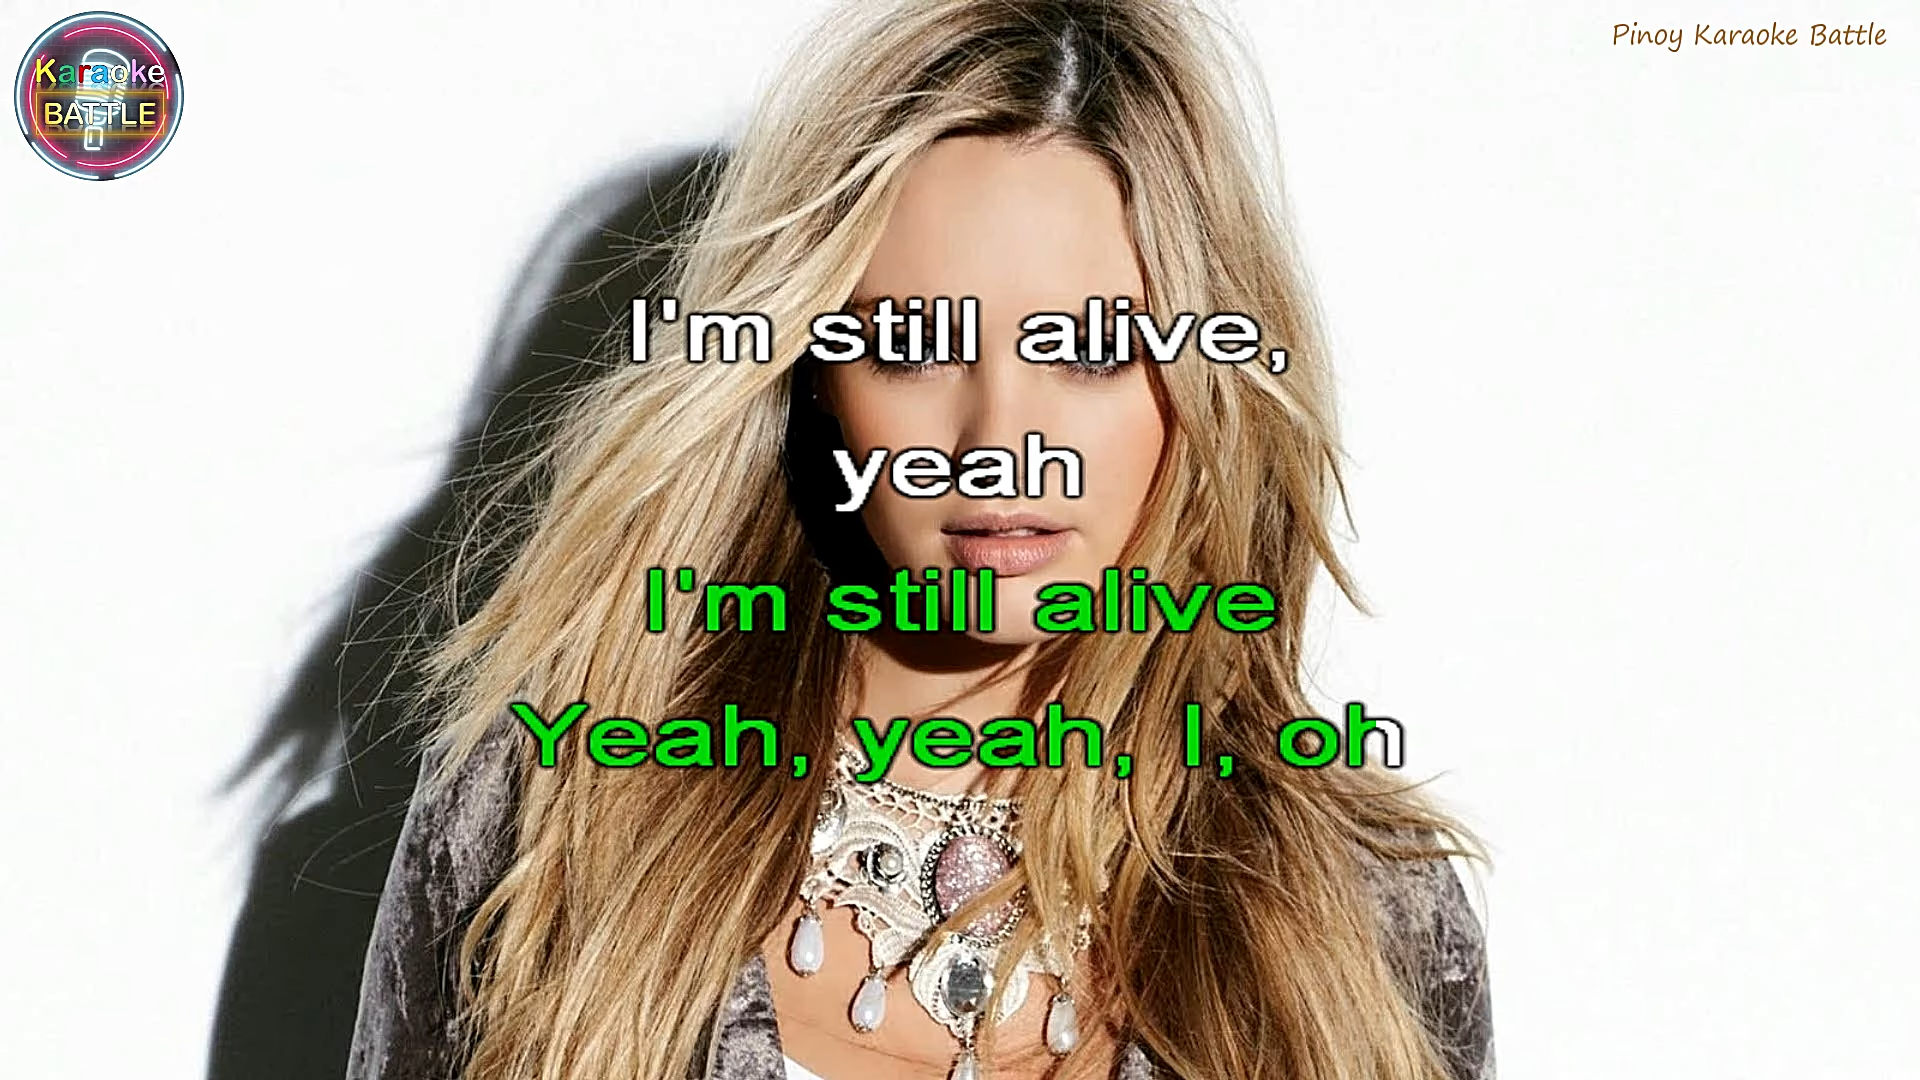 Karaoke
BATTLE
Pinoy Karaoke Battle
I'm still alive,
yeah
I'm still alive
Yeah, yeah, I, oh